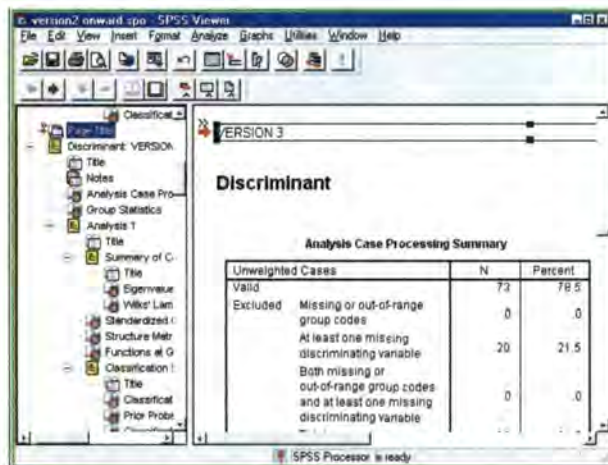 version2 onward.spo - SPSS Viewer
File Edit View Insert Format Analyze Graphs Utilities Window Help
Classificat
Page Title
Discriminant: VERSION
Title
Notes
Analysis Case Pro
Group Statistics
Analysis 1
Title
Summary of C
Title
Eigenvalue
Wilks' Lam
Standardized C
Structure Matr
Functions at G
Classification S
Title
Classificat
Prior Proba
VERSION 3
Discriminant
Analysis Case Processing Summary
Unweighted Cases N Percent
Valid 73 78.5
Excluded Missing or out-of-range
group codes 0 .0
At least one missing
discriminating variable 20 21.5
Both missing or
out-of-range group codes
and at least one missing
discriminating variable 0 .0
SPSS Processor is ready